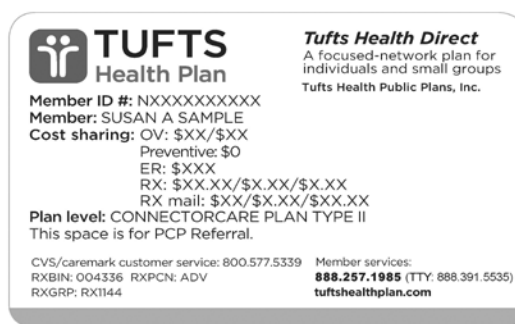 TUFTS
Health Plan
Tufts Health Direct
A focused-network plan for
individuals and small groups
Tufts Health Public Plans, Inc.
Member ID #: NXXXXXXXXXX
Member: SUSAN A SAMPLE
Cost sharing: OV: $XX/$XX
Preventive: $0
ER: $XXX
RX: $XX.XX/$X.XX/$X.XX
RX mail: $XX/$X.XX/$XX.XX
Plan level: CONNECTORCARE PLAN TYPE II
This space is for PCP Referral.
CVS/caremark customer service: 800.577.5339
RXBIN: 004336 RXPCN: ADV
RXGRP: RX1144
Member services:
888.257.1985 (TTY: 888.391.5535)
tuftshealthplan.com